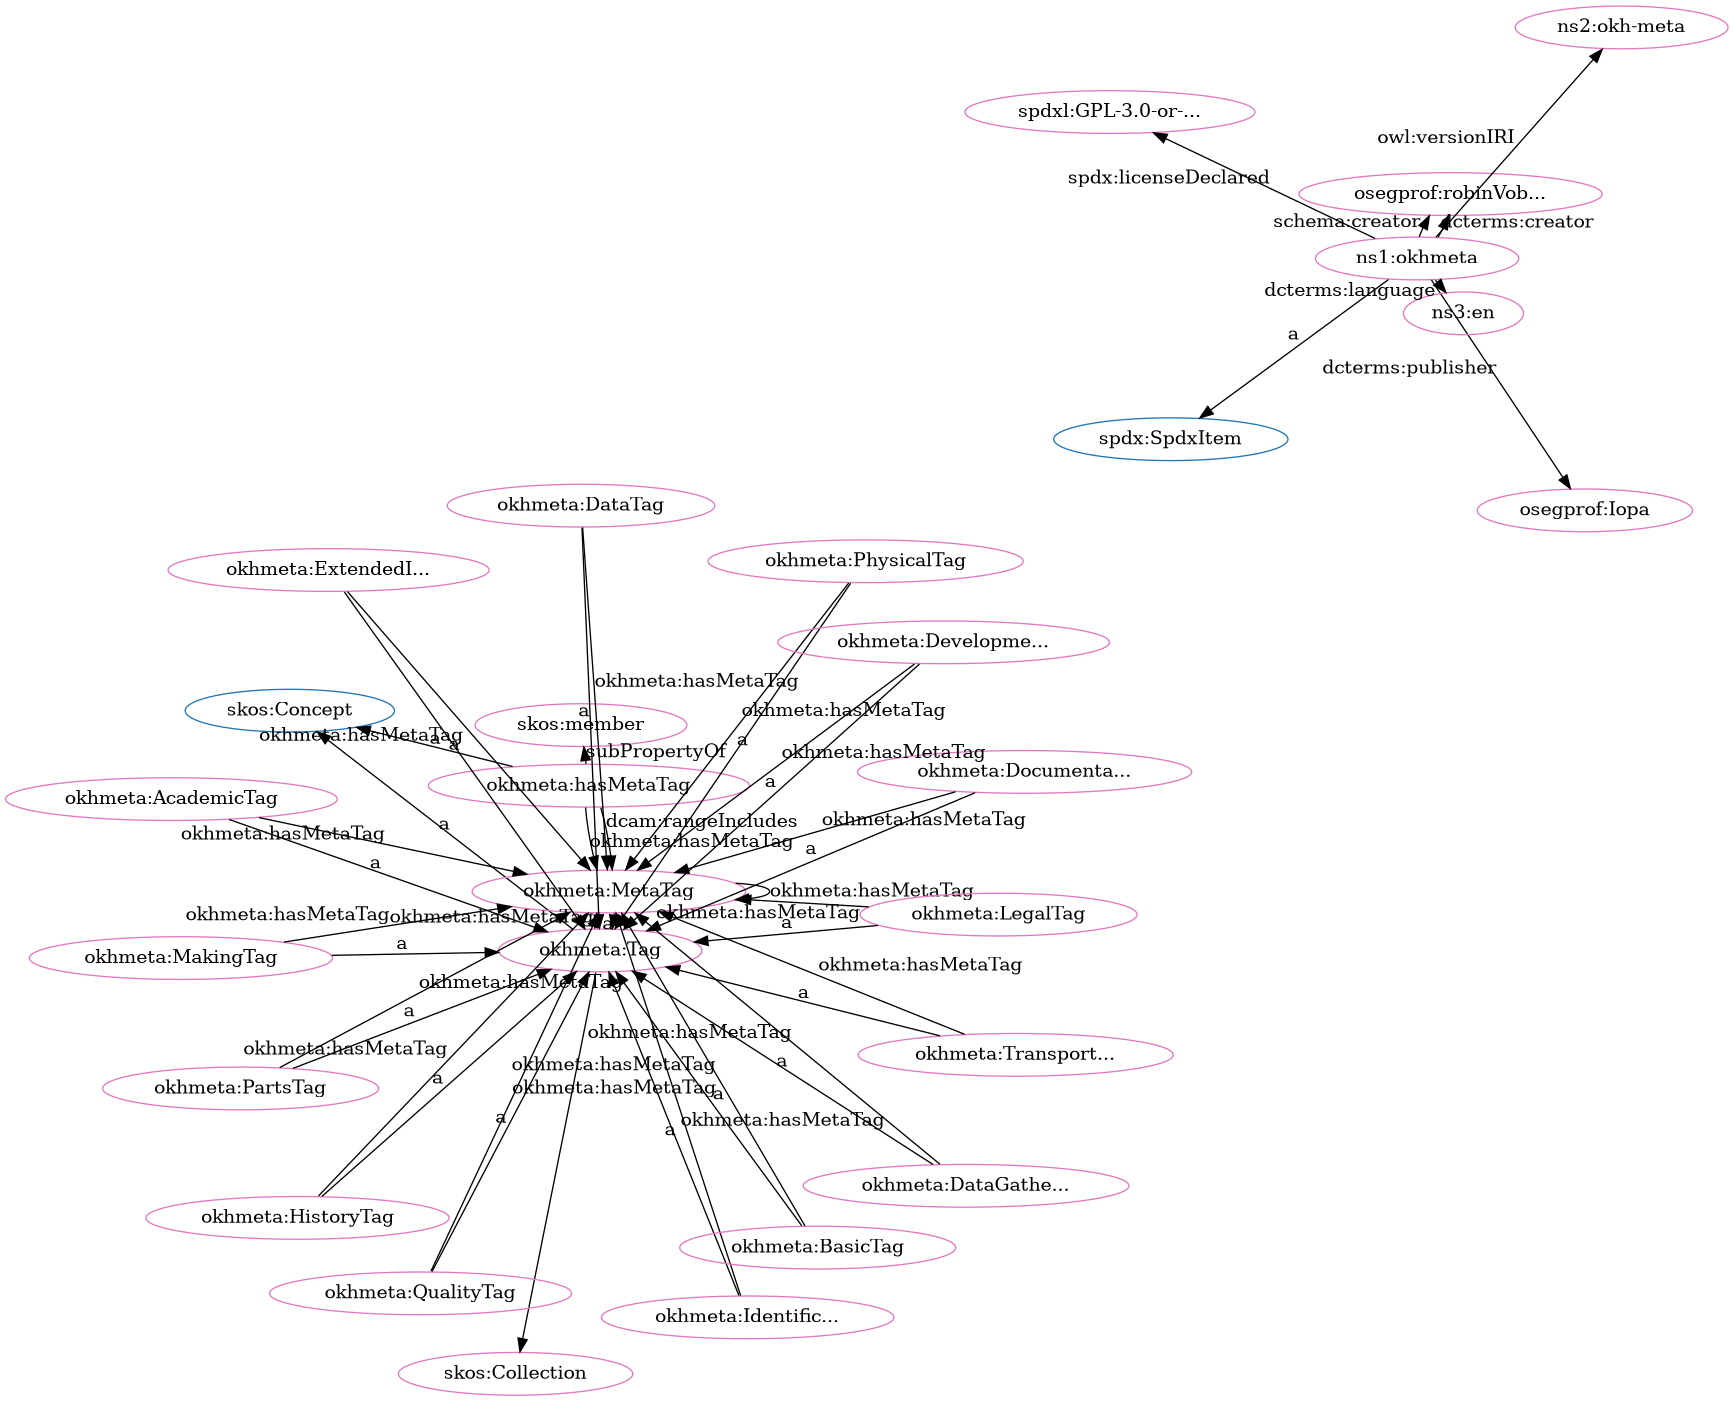 ns2:okh-meta
spdxl:GPL-3.0-or-...
owl:versionIRI
spdx:licenseDeclared
osegprof:robinVob...
schema:creator
dcterms:creator
ns1:okhmeta
dcterms:language
ns3:en
a
dcterms:publisher
spdx:SpdxItem
okhmeta:DataTag
osegprof:Iopa
okhmeta:PhysicalTag
okhmeta:ExtendedI...
okhmeta:Developme...
okhmeta:hasMetaTag
skos:Concept
a
okhmeta:hasMetaTag
skos:member
okhmeta:hasMetaTag
a
a
a
subPropertyOf
okhmeta:hasMetaTag
okhmeta:Documenta...
okhmeta:hasMetaTag
a
okhmeta:AcademicTag
dcam:rangeIncludes
okhmeta:hasMetaTag
a
okhmeta:hasMetaTag
okhmeta:hasMetaTag
a
a
okhmeta:MetaTag
okhmeta:hasMetaTag
okhmeta:hasMetaTag
okhmeta:hasMetaTag
okhmeta:hasMetaTag
okhmeta:LegalTag
a
a
a
okhmeta:Tag
okhmeta:MakingTag
okhmeta:hasMetaTag
okhmeta:hasMetaTag
a
a
okhmeta:hasMetaTag
okhmeta:hasMetaTag
okhmeta:Transport...
okhmeta:hasMetaTag
a
a
okhmeta:PartsTag
okhmeta:hasMetaTag
a
a
okhmeta:hasMetaTag
a
okhmeta:DataGathe...
okhmeta:HistoryTag
okhmeta:BasicTag
okhmeta:QualityTag
okhmeta:Identific...
skos:Collection